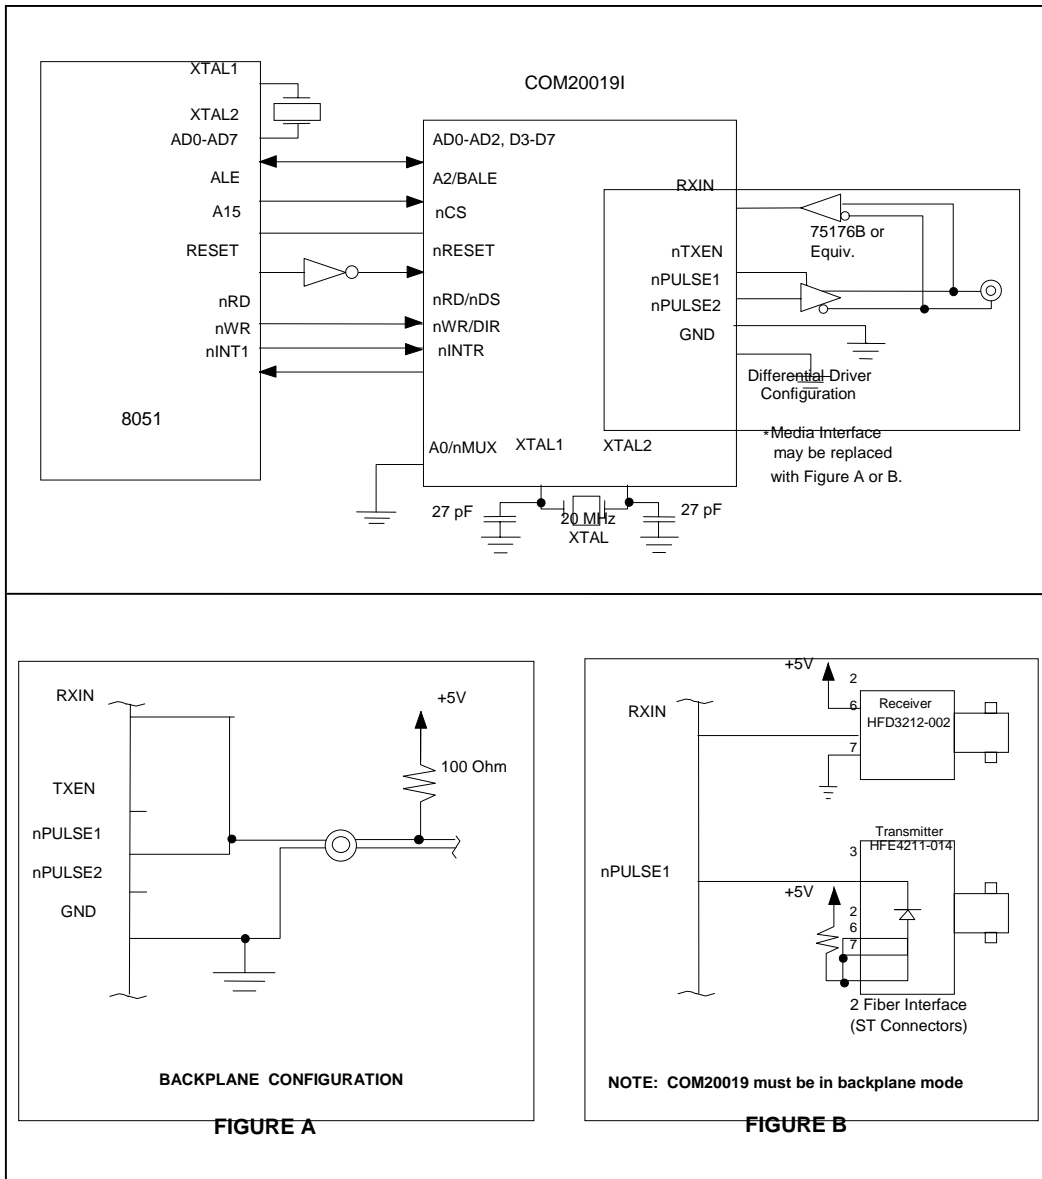 XTAL1
XTAL2
AD0-AD7
ALE
A15
RESET
nRD
nWR
nINT1
8051
COM20019I
AD0-AD2, D3-D7
A2/BALE
nCS
nRESET
nRD/nDS
nWR/DIR
nINTR
A0/nMUX
XTAL1
XTAL2
RXIN
nTXEN
nPULSE1
nPULSE2
GND
75176B or
Equiv.
Differential Driver
Configuration
*Media Interface
may be replaced
with Figure A or B.
27 pF
20 MHz
XTAL
27 pF
RXIN
TXEN
nPULSE1
nPULSE2
GND
+5V
100 Ohm
BACKPLANE CONFIGURATION
FIGURE A
+5V
2
6
7
Receiver
HFD3212-002
RXIN
Transmitter
HFE4211-014
3
nPULSE1
+5V
2
6
7
2 Fiber Interface
(ST Connectors)
NOTE: COM20019 must be in backplane mode
FIGURE B